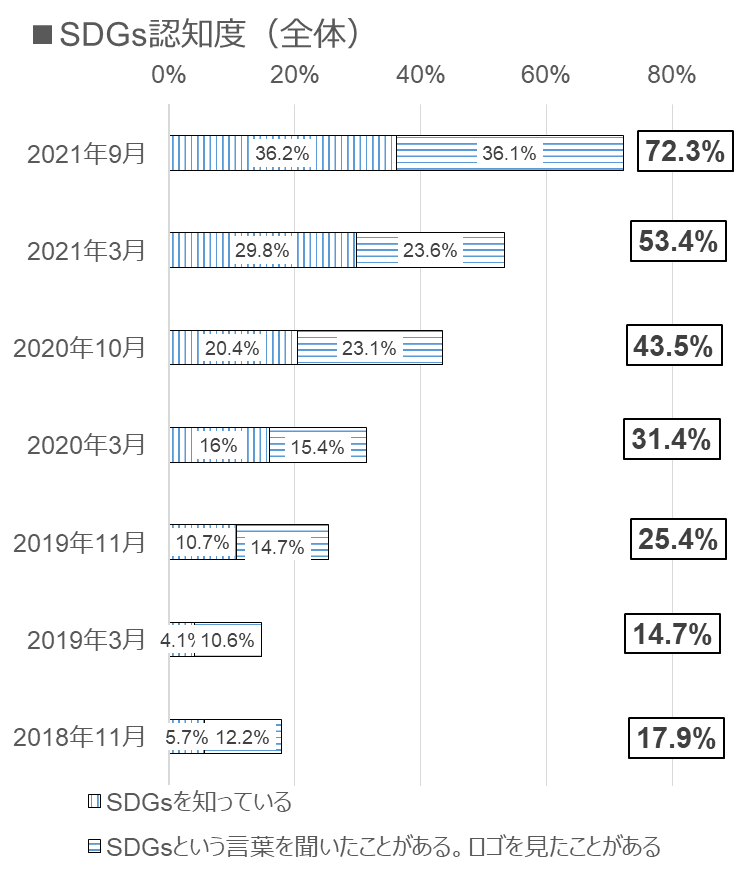 ■SDGs認知度（全体）
0% 20% 40% 60% 80%
2021年9月 36.2% 36.1% 72.3%
2021年3月 29.8% 23.6% 53.4%
2020年10月 20.4% 23.1% 43.5%
2020年3月 16% 15.4% 31.4%
2019年11月 10.7% 14.7% 25.4%
2019年3月 4.1% 10.6% 14.7%
2018年11月 5.7% 12.2% 17.9%
SDGsを知っている
SDGsという言葉を聞いたことがある。ロゴを見たことがある